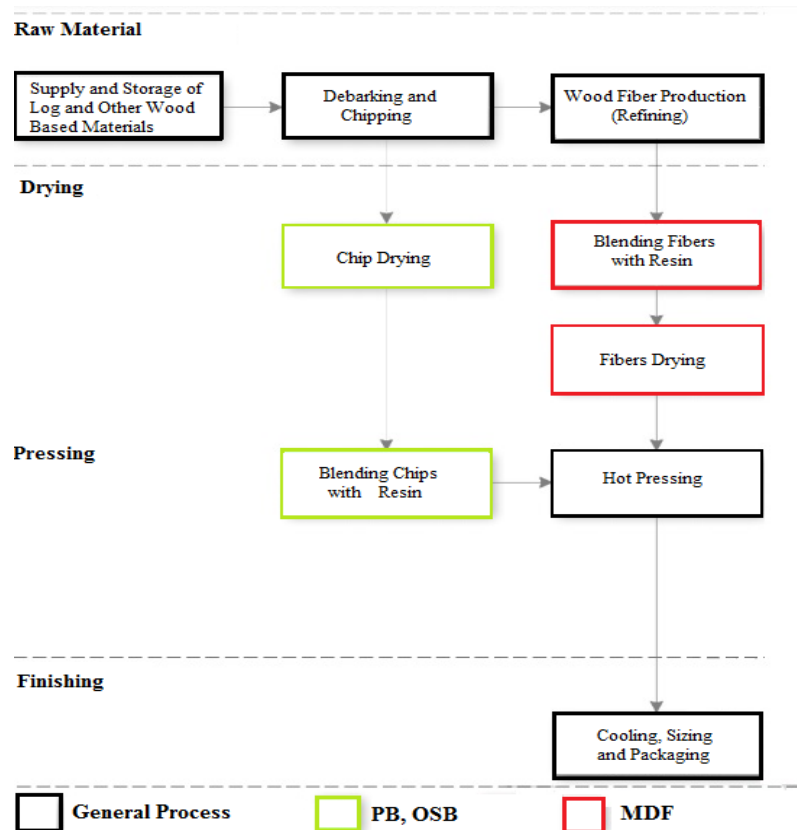 Raw Material
Supply and Storage of
Log and Other Wood
Based Materials
Debarking and
Chipping
Wood Fiber Production
(Refining)
Drying
Chip Drying
Blending Fibers
with Resin
Fibers Drying
Pressing
Blending Chips
with Resin
Hot Pressing
Finishing
Cooling, Sizing
and Packaging
General Process
PB, OSB
MDF